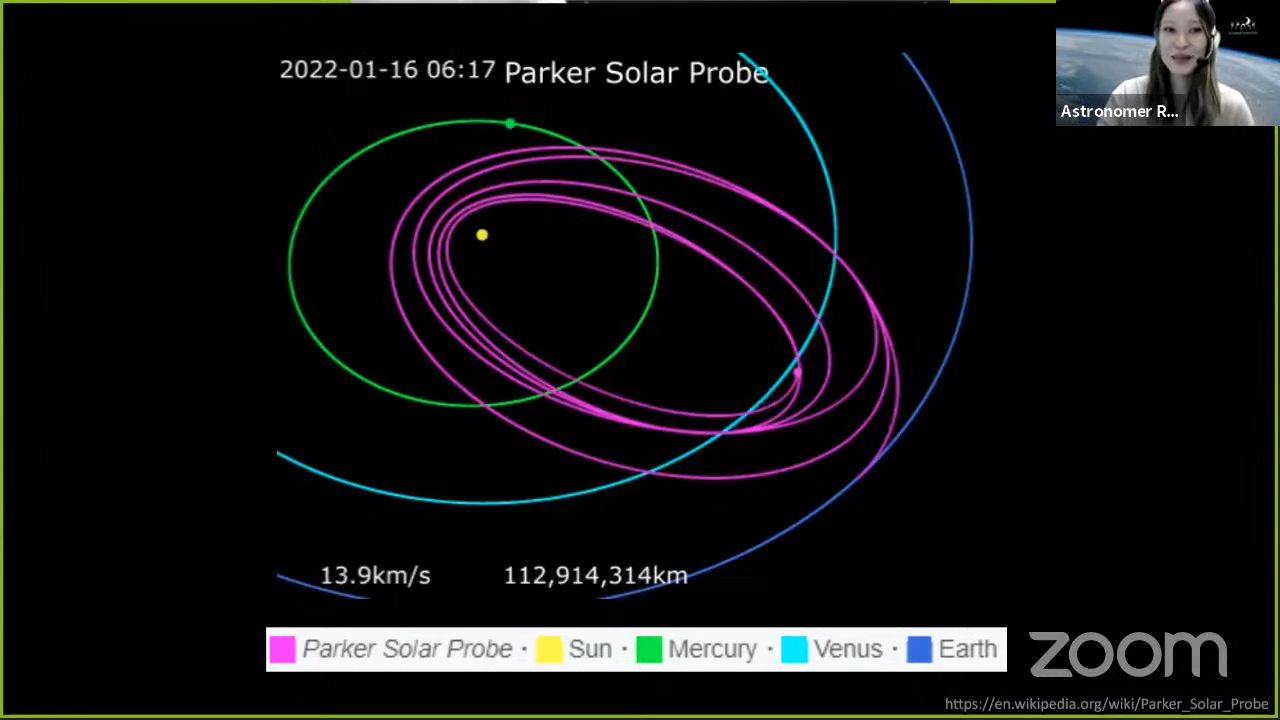 2022-01-16 06:17 Parker Solar Probe
Astronomer R...
13.9km/s 112,914,314km
Parker Solar Probe · Sun · Mercury · Venus · Earth
zoom
https://en.wikipedia.org/wiki/Parker_Solar_Probe